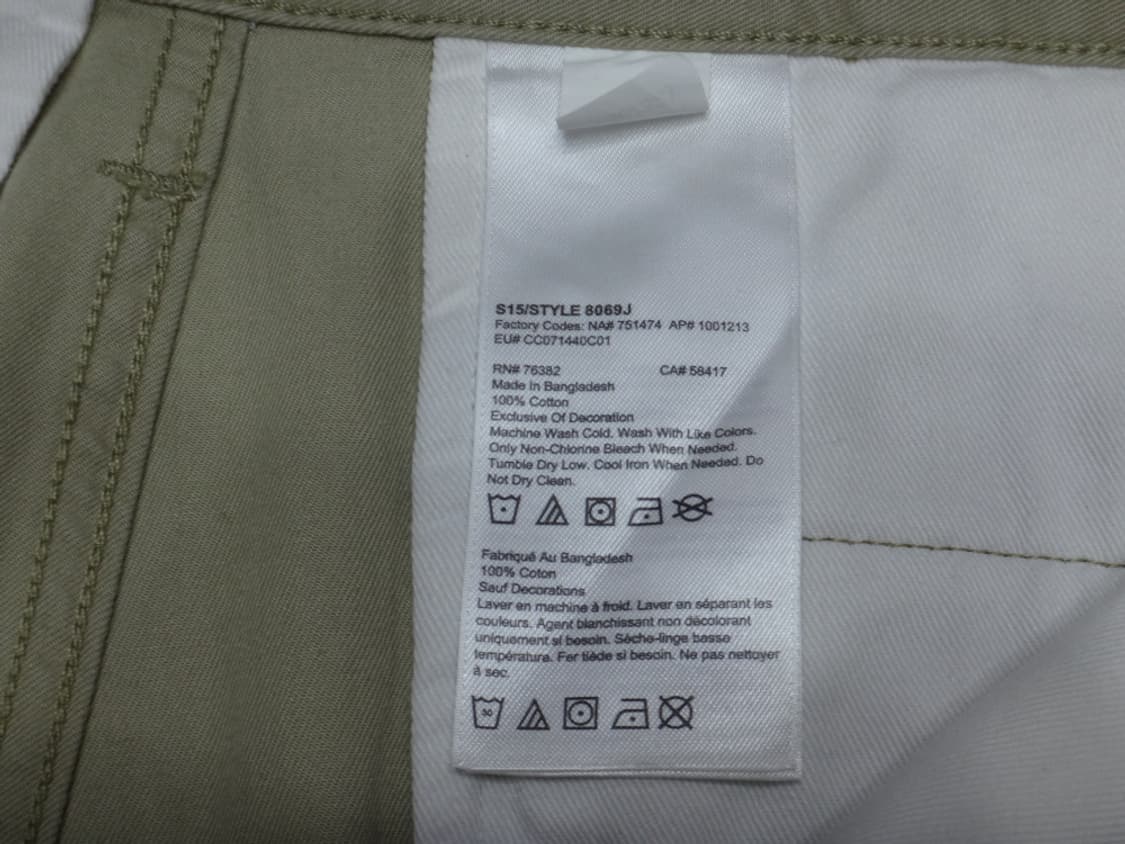 S15/STYLE 8069J
Factory Codes: NA# 751474 AP# 1001213
EU# CC071440C01
RN# 76382 CA# 58417
Made In Bangladesh
100% Cotton
Exclusive Of Decoration
Machine Wash Cold. Wash With Like Colors.
Only Non-Chlorine Bleach When Needed.
Tumble Dry Low. Cool Iron When Needed. Do
Not Dry Clean.
Fabriqué Au Bangladesh
100% Coton
Sauf Decorations
Laver en machine à froid. Laver en séparant les
couleurs. Agent blanchissant non décolorant
uniquement si besoin. Sèche-linge basse
température. Fer tiède si besoin. Ne pas nettoyer
à sec.
30